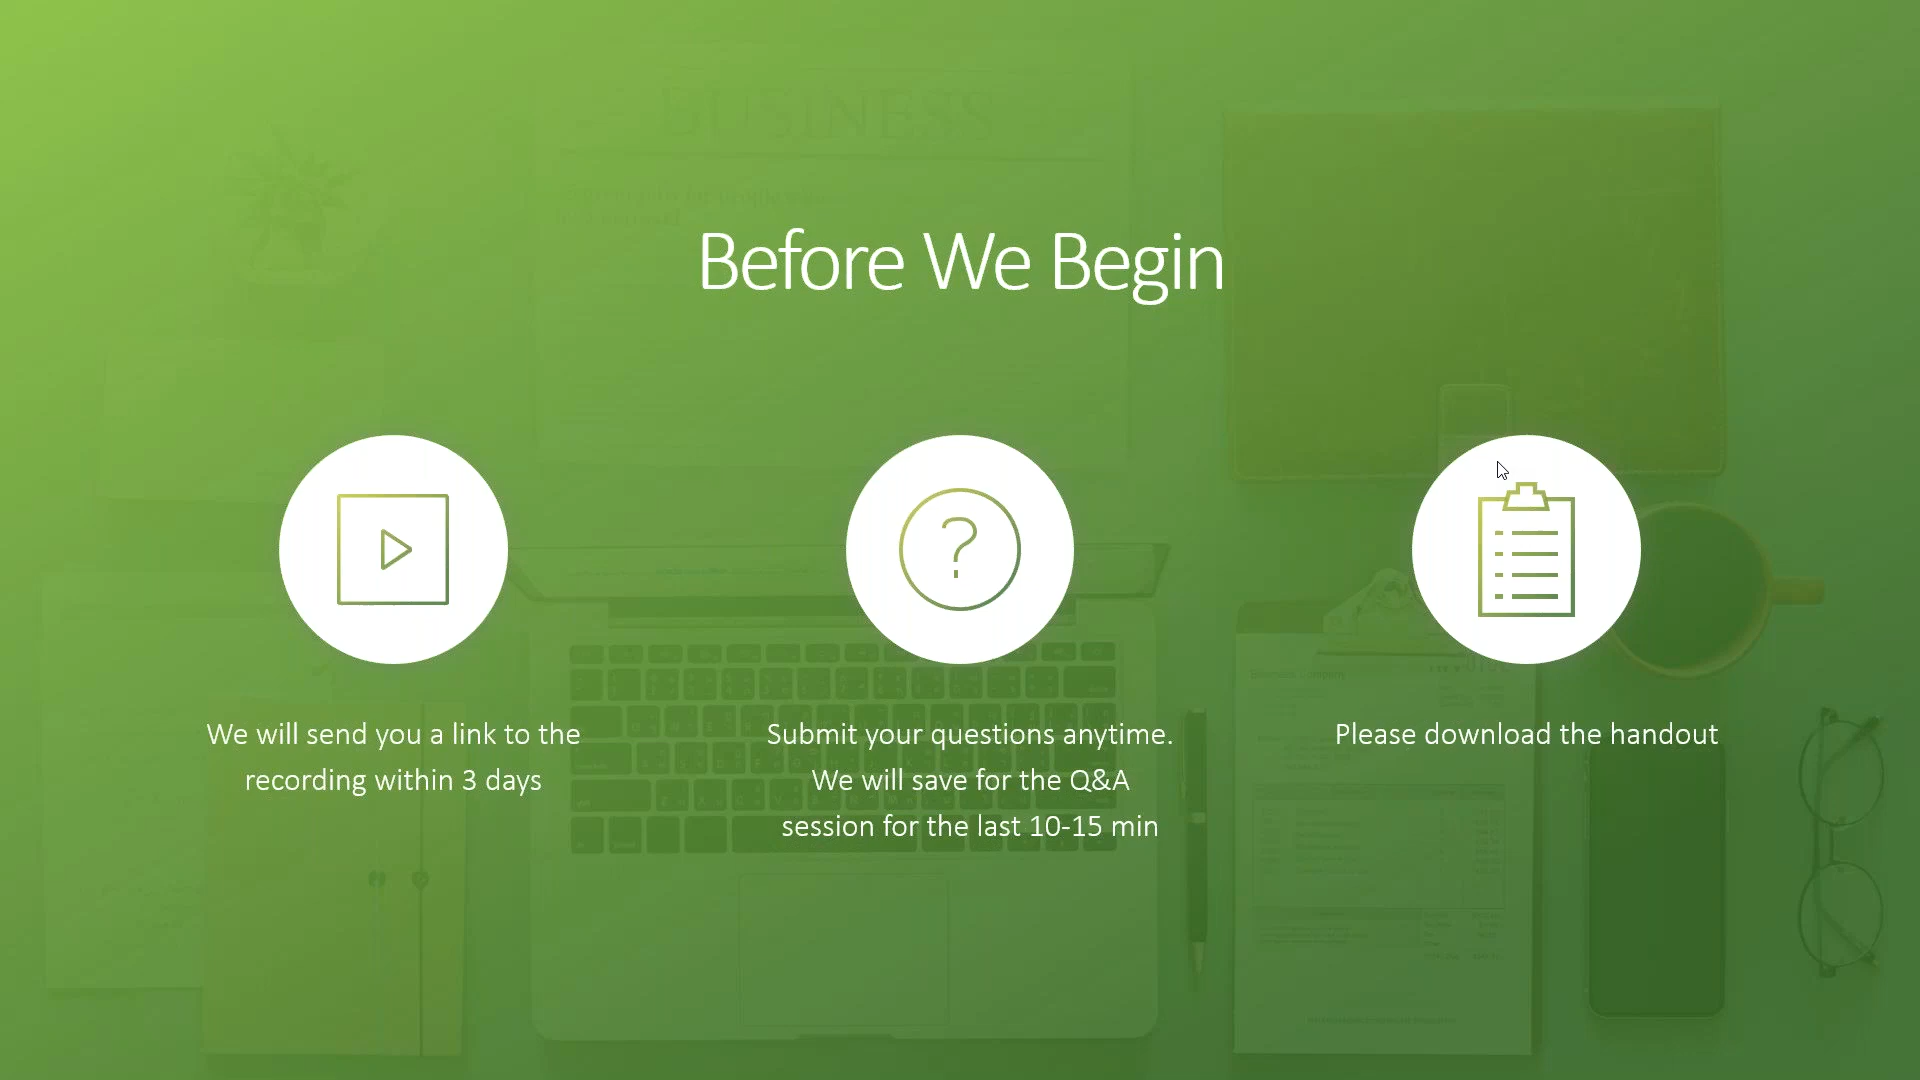 BUSINESS
Before We Begin
We will send you a link to the
recording within 3 days
Submit your questions anytime.
We will save for the Q&A
session for the last 10-15 min
Please download the handout